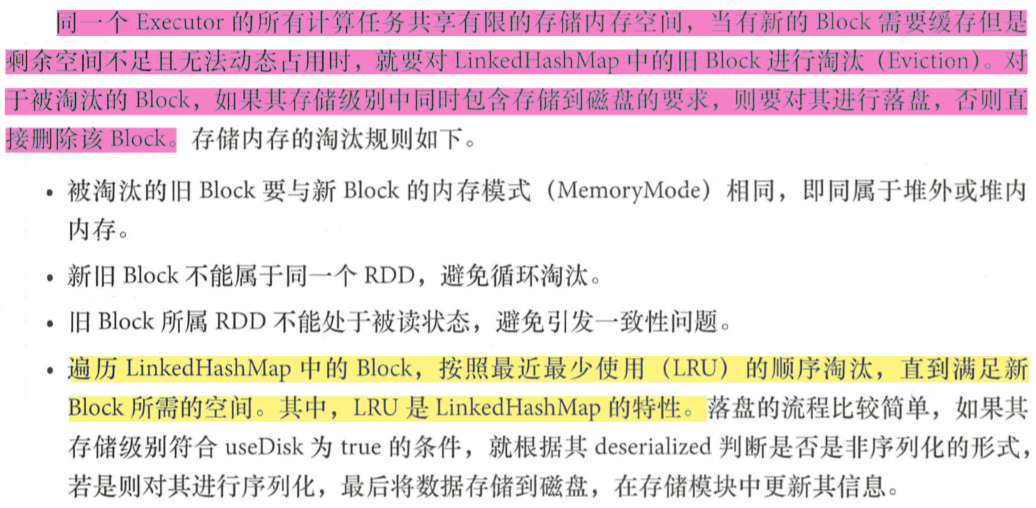 同一个 Executor 的所有计算任务共享有限的存储内存空间，当有新的 Block 需要缓存但是
剩余空间不足且无法动态占用时，就要对 LinkedHashMap 中的旧 Block 进行淘汰（Eviction）。对
于被淘汰的 Block，如果其存储级别中同时包含存储到磁盘的要求，则要对其进行落盘，否则直
接删除该 Block。存储内存的淘汰规则如下。
• 被淘汰的旧 Block 要与新 Block 的内存模式（MemoryMode）相同，即同属于堆外或堆内
内存。
• 新旧 Block 不能属于同一个 RDD，避免循环淘汰。
• 旧 Block 所属 RDD 不能处于被读状态，避免引发一致性问题。
• 遍历 LinkedHashMap 中的 Block，按照最近最少使用（LRU）的顺序淘汰，直到满足新
Block 所需的空间。其中，LRU 是 LinkedHashMap 的特性。落盘的流程比较简单，如果其
存储级别符合 useDisk 为 true 的条件，就根据其 deserialized 判断是否是非序列化的形式，
若是则对其进行序列化，最后将数据存储到磁盘，在存储模块中更新其信息。